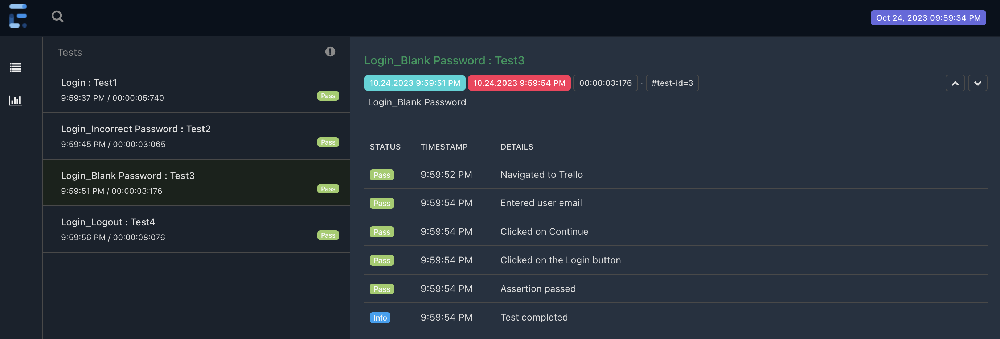 Oct 24, 2023 09:59:34 PM
Tests
Login : Test1
9:59:37 PM / 00:00:05:740
Pass
Login_Incorrect Password : Test2
9:59:45 PM / 00:00:03:065
Pass
Login_Blank Password : Test3
9:59:51 PM / 00:00:03:176
Pass
Login_Logout : Test4
9:59:56 PM / 00:00:08:076
Pass
Login_Blank Password : Test3
10.24.2023 9:59:51 PM 10.24.2023 9:59:54 PM 00:00:03:176 · #test-id=3
Login_Blank Password
STATUS TIMESTAMP DETAILS
Pass 9:59:52 PM Navigated to Trello
Pass 9:59:54 PM Entered user email
Pass 9:59:54 PM Clicked on Continue
Pass 9:59:54 PM Clicked on the Login button
Pass 9:59:54 PM Assertion passed
Info 9:59:54 PM Test completed